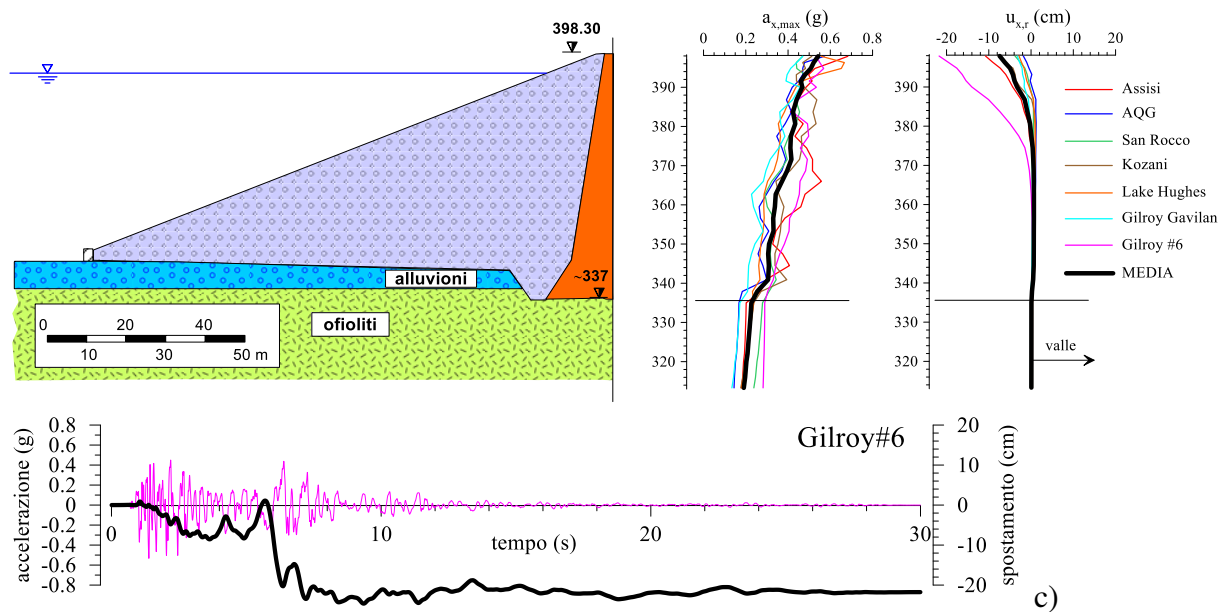 398.30
~337
alluvioni
ofioliti
0 20 40
10 30 50 m
a x,max (g)
0 0.2 0.4 0.6 0.8
390
380
370
360
350
340
330
320
u x,r (cm)
-20 -10 0 10 20
390
380
370
360
350
340
330
320
valle
Assisi
AQG
San Rocco
Kozani
Lake Hughes
Gilroy Gavilan
Gilroy #6
MEDIA
Gilroy#6
accelerazione (g)
0.8
0.6
0.4
0.2
0
-0.2
-0.4
-0.6
-0.8
0 10 20 30
tempo (s)
20
10
0
-10
-20
spostamento (cm)
c)